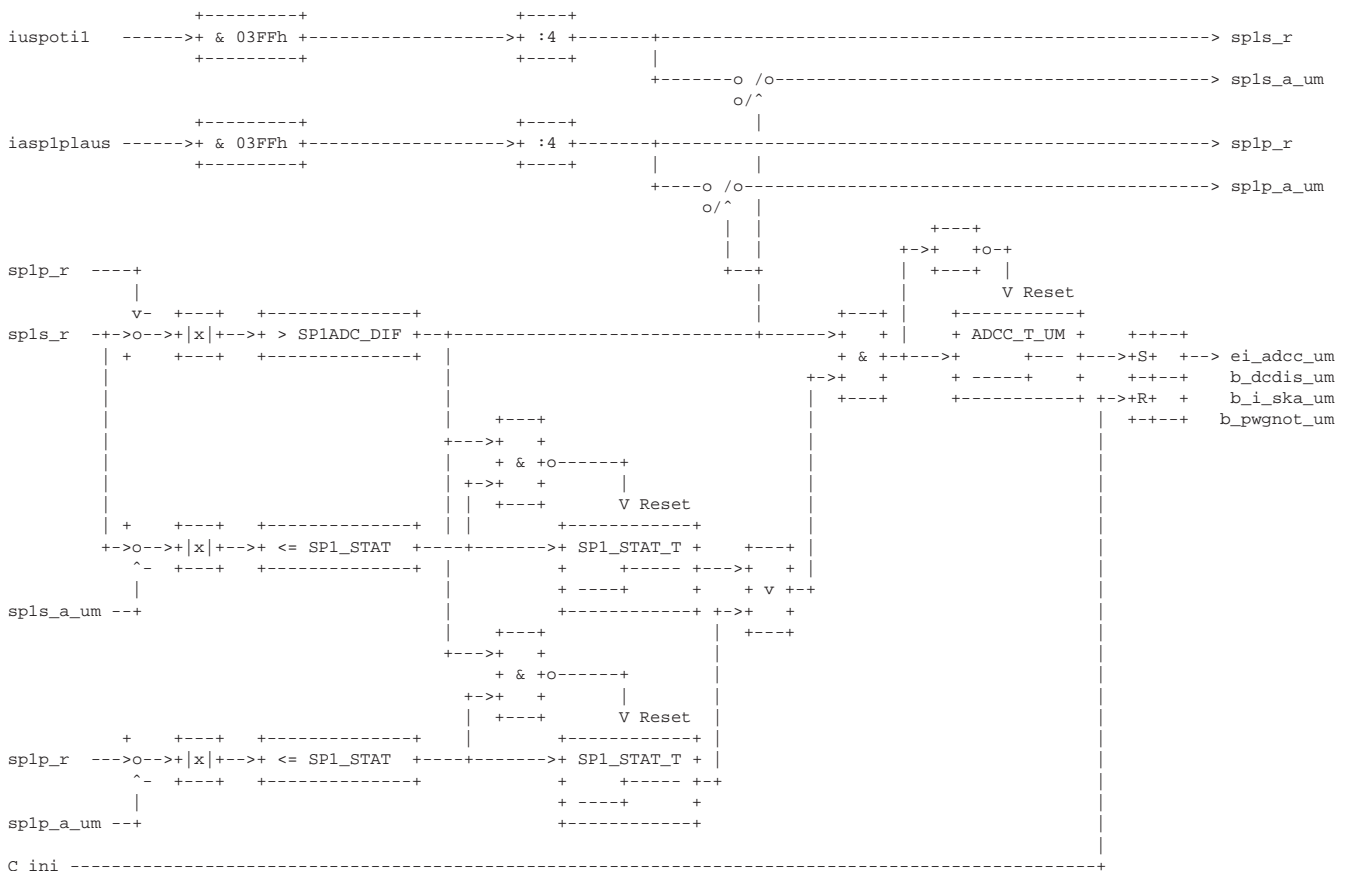 iuspoti1 & 03FFh :4 sp1s_r
sp1s_a_um
iasp1plaus & 03FFh :4 sp1p_r
sp1p_a_um
sp1p_r
V Reset
sp1s_r |x| > SP1ADC_DIF ADCC_T_UM
& S ei_adcc_um
b_dcdis_um
R b_i_ska_um
b_pwgnot_um
&
V Reset
|x| <= SP1_STAT SP1_STAT_T
v
sp1s_a_um
&
V Reset
sp1p_r |x| <= SP1_STAT SP1_STAT_T
sp1p_a_um
C ini